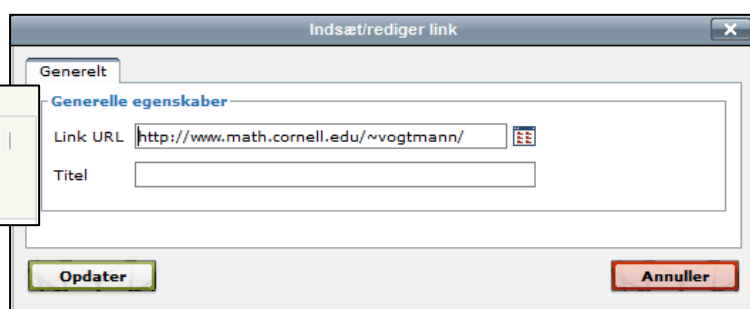 Indsæt/rediger link
Generelt
Generelle egenskaber
Link URL http://www.math.cornell.edu/~vogtmann/
Titel
Opdater Annuller